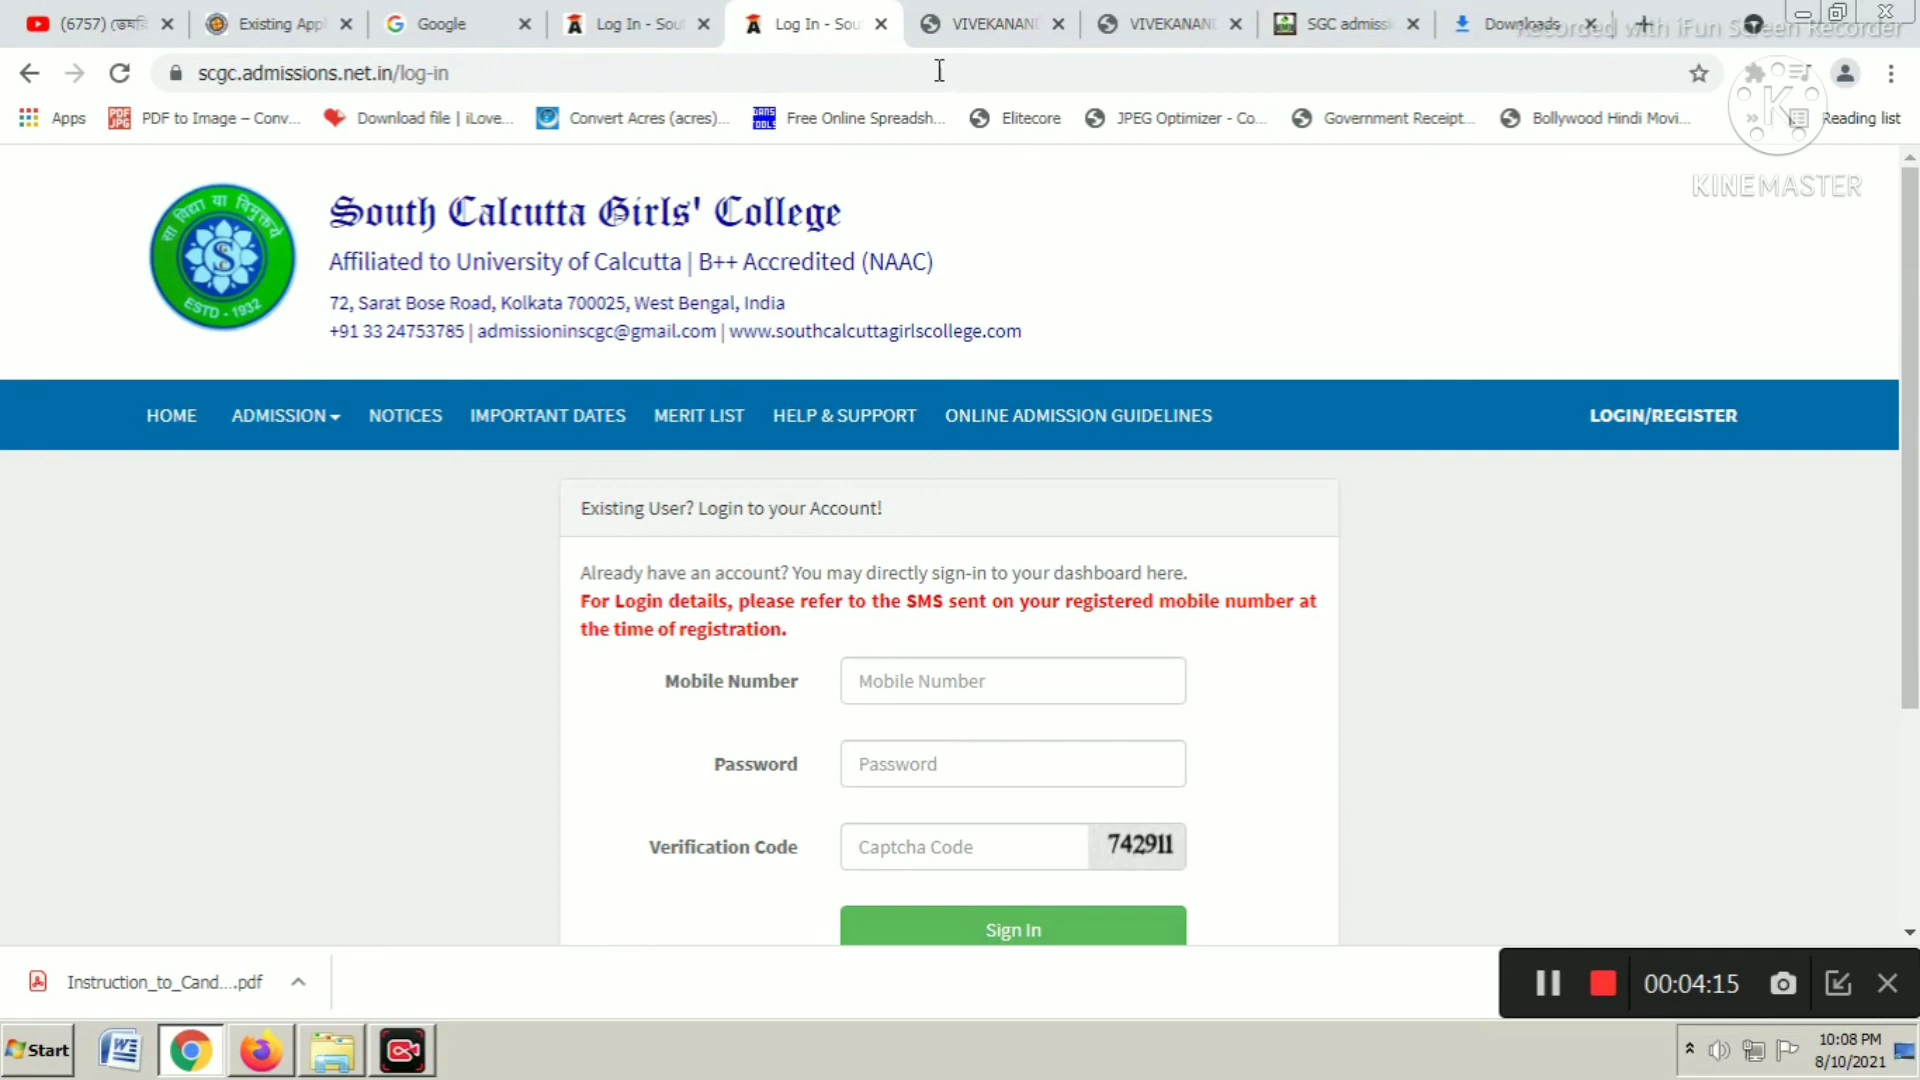 (6757) (
Existing Appl
Google
Log In - Sou
Log In - Sou
VIVEKANAND
VIVEKANAND
SGC admissi
Downloads
Recorded with iFun Screen Recorder
scgc.admissions.net.in/log-in
Apps
PDF to Image – Conv...
Download file | iLove...
Convert Acres (acres)...
Free Online Spreadsh...
Elitecore
JPEG Optimizer - Co...
Government Receipt...
Bollywood Hindi Movi...
Reading list
KINEMASTER
सा विद्या या विमुक्तये
ESTD - 1932
South Calcutta Girls' College
Affiliated to University of Calcutta | B++ Accredited (NAAC)
72, Sarat Bose Road, Kolkata 700025, West Bengal, India
+91 33 24753785 | admissioninscgc@gmail.com | www.southcalcuttagirlscollege.com
HOME
ADMISSION
NOTICES
IMPORTANT DATES
MERIT LIST
HELP & SUPPORT
ONLINE ADMISSION GUIDELINES
LOGIN/REGISTER
Existing User? Login to your Account!
Already have an account? You may directly sign-in to your dashboard here.
For Login details, please refer to the SMS sent on your registered mobile number at
the time of registration.
Mobile Number
Mobile Number
Password
Password
Verification Code
Captcha Code
742911
Sign In
Instruction_to_Cand....pdf
00:04:15
Start
10:08 PM
8/10/2021